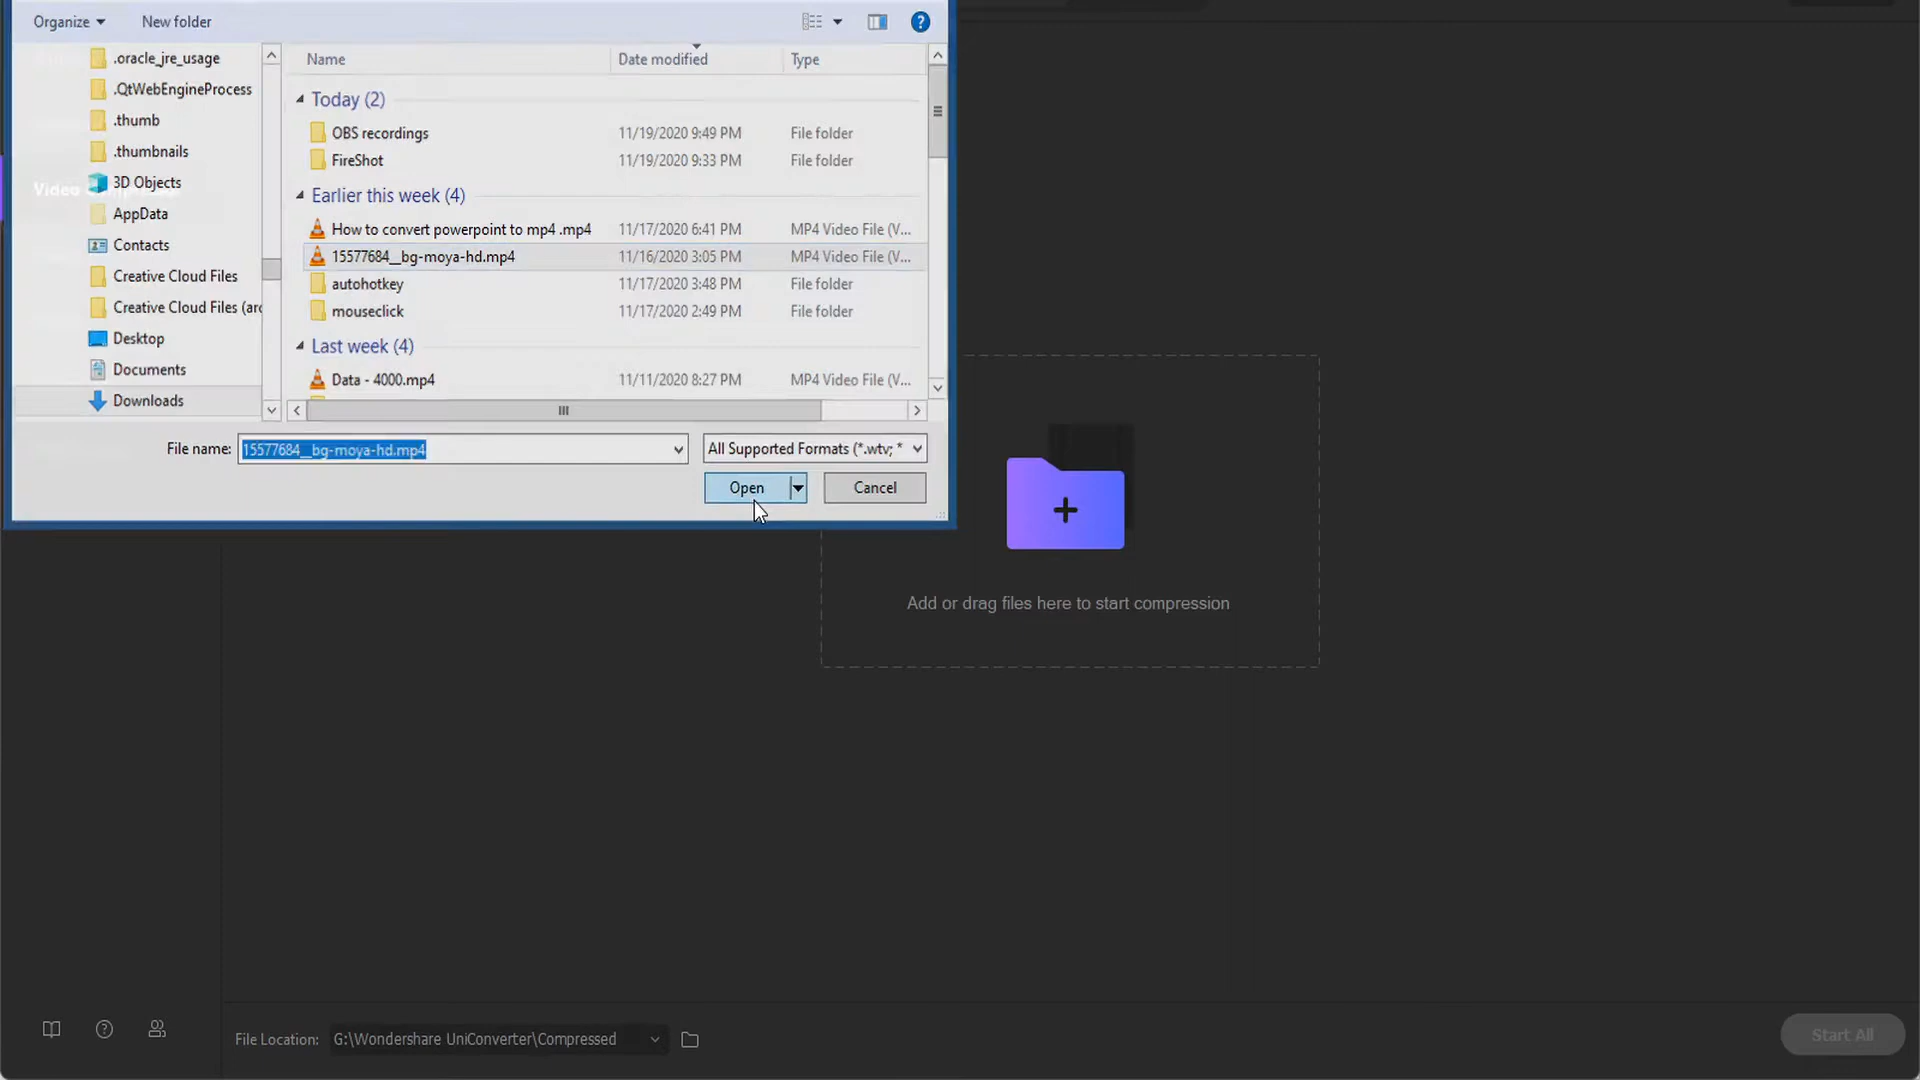 Organize
New folder
.oracle_jre_usage
.QtWebEngineProcess
.thumb
.thumbnails
3D Objects
AppData
Contacts
Creative Cloud Files
Creative Cloud Files (arc
Desktop
Documents
Downloads
Video
Name Date modified Type
Today (2)
OBS recordings 11/19/2020 9:49 PM File folder
FireShot 11/19/2020 9:33 PM File folder
Earlier this week (4)
How to convert powerpoint to mp4 .mp4 11/17/2020 6:41 PM MP4 Video File (V...
15577684__bg-moya-hd.mp4 11/16/2020 3:05 PM MP4 Video File (V...
autohotkey 11/17/2020 3:48 PM File folder
mouseclick 11/17/2020 2:49 PM File folder
Last week (4)
Data - 4000.mp4 11/11/2020 8:27 PM MP4 Video File (V...
File name: 15577684__bg-moya-hd.mp4 All Supported Formats (*.wtv; *
Open Cancel
Add or drag files here to start compression
File Location: G:\Wondershare UniConverter\Compressed
Start All